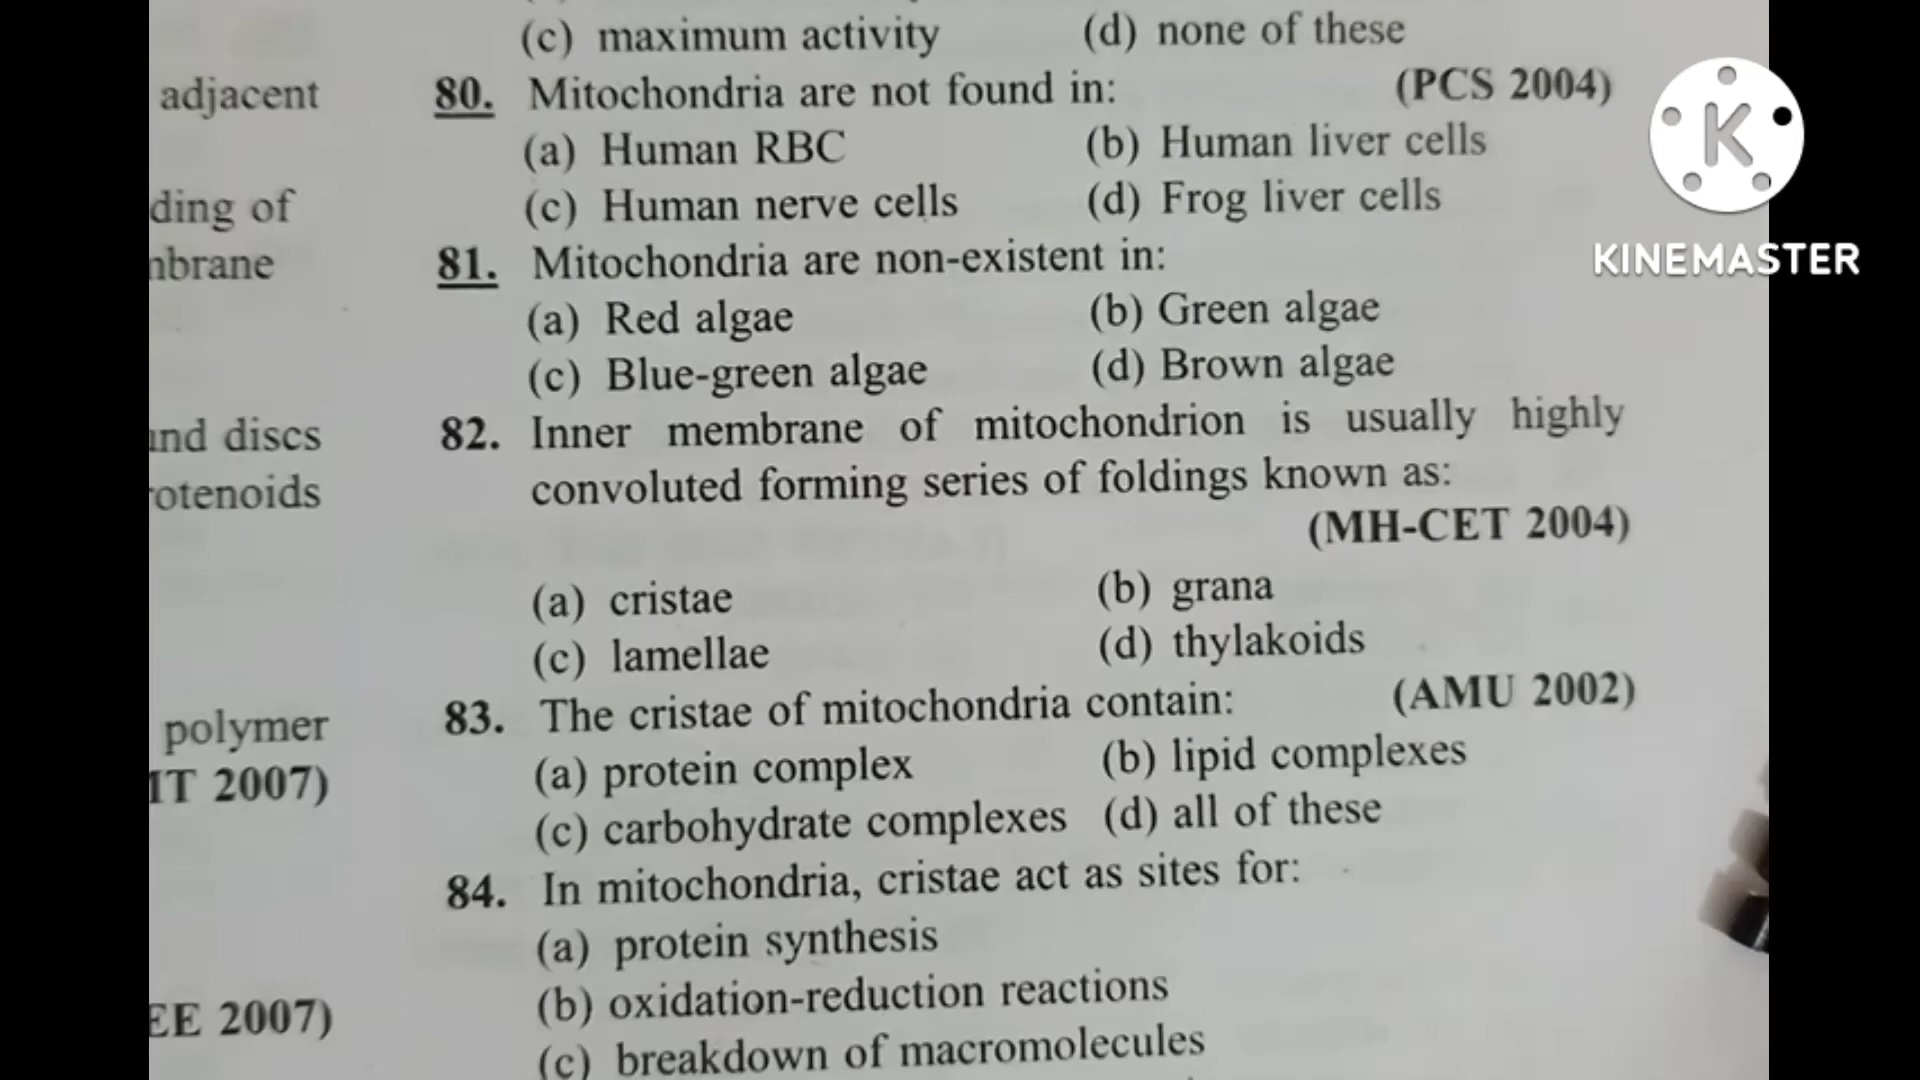 adjacent
ding of
nbrane
nd discs
otenoids
polymer
IT 2007)
EE 2007)
(c) maximum activity (d) none of these
80. Mitochondria are not found in: (PCS 2004)
(a) Human RBC (b) Human liver cells
(c) Human nerve cells (d) Frog liver cells
81. Mitochondria are non-existent in:
(a) Red algae (b) Green algae
(c) Blue-green algae (d) Brown algae
82. Inner membrane of mitochondrion is usually highly
convoluted forming series of foldings known as:
(MH-CET 2004)
(a) cristae (b) grana
(c) lamellae (d) thylakoids
83. The cristae of mitochondria contain: (AMU 2002)
(a) protein complex (b) lipid complexes
(c) carbohydrate complexes (d) all of these
84. In mitochondria, cristae act as sites for:
(a) protein synthesis
(b) oxidation-reduction reactions
(c) breakdown of macromolecules
K
KINEMASTER